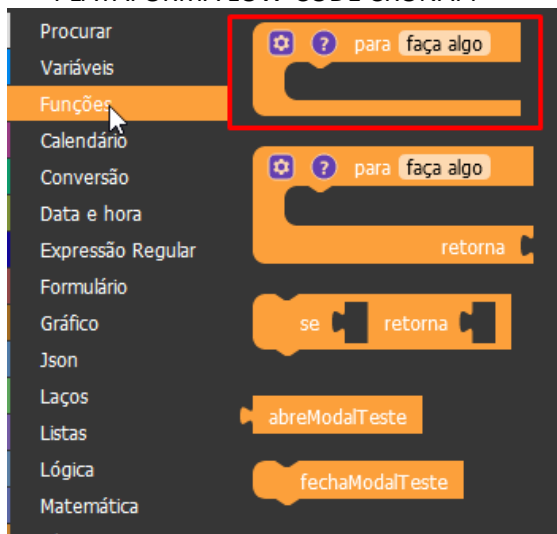 Procurar
Variáveis
Funções
Calendário
Conversão
Data e hora
Expressão Regular
Formulário
Gráfico
Json
Laços
Listas
Lógica
Matemática
? para faça algo
? para faça algo
retorna
se retorna
abreModalTeste
fechaModalTeste